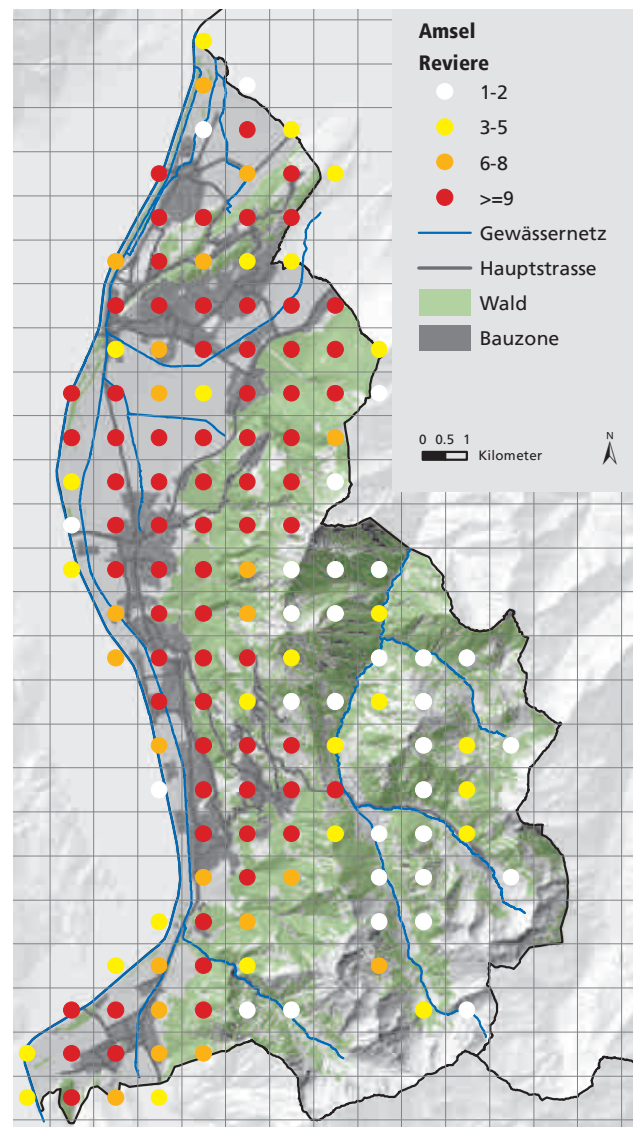 Amsel
Reviere
1-2
3-5
6-8
>=9
Gewässernetz
Hauptstrasse
Wald
Bauzone
0 0.5 1
Kilometer
N